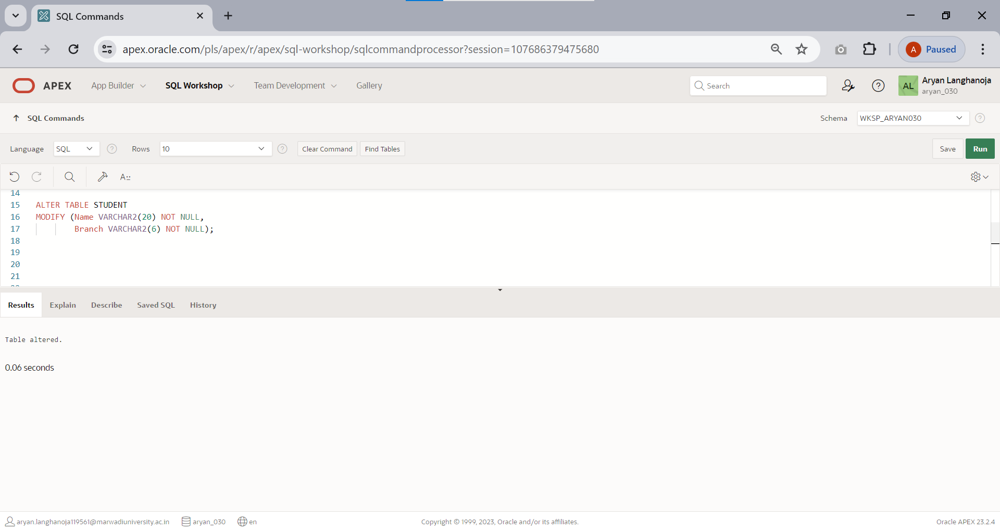 SQL Commands
apex.oracle.com/pls/apex/r/apex/sql-workshop/sqlcommandprocessor?session=107686379475680
A Paused
APEX App Builder SQL Workshop Team Development Gallery Search AL Aryan Langhanoja
aryan_030
SQL Commands Schema WKSP_ARYAN030
Language SQL Rows 10 Clear Command Find Tables Save Run
A::
14
15 ALTER TABLE STUDENT
16 MODIFY (Name VARCHAR2(20) NOT NULL,
17 Branch VARCHAR2(6) NOT NULL);
18
19
20
21
Results Explain Describe Saved SQL History
Table altered.
0.06 seconds
aryan.langhanoja119561@marwadiuniversity.ac.in aryan_030 en Copyright © 1999, 2023, Oracle and/or its affiliates. Oracle APEX 23.2.4